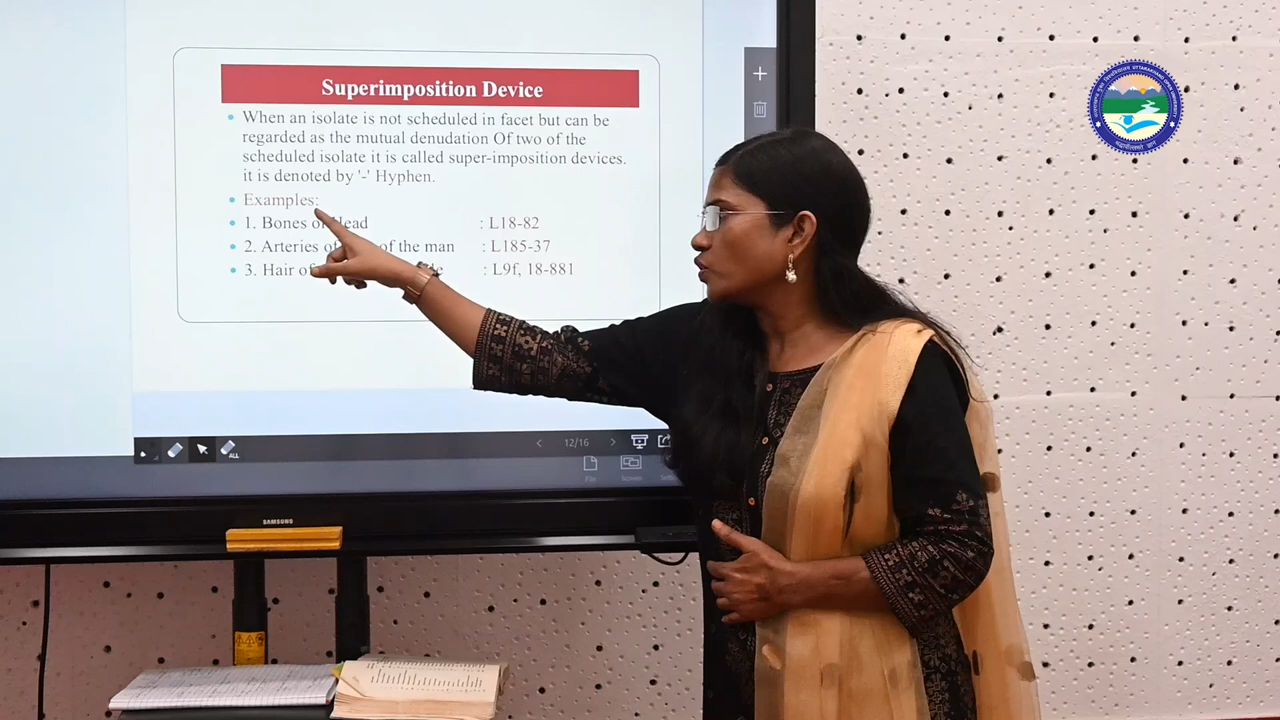 Superimposition Device
When an isolate is not scheduled in facet but can be
regarded as the mutual denudation Of two of the
scheduled isolate it is called super-imposition devices.
it is denoted by '-' Hyphen.
Examples:
1. Bones of Head : L18-82
2. Arteries of the man : L185-37
3. Hair of : L9f, 18-881
12/16
ALL
File
Screen
SAMSUNG